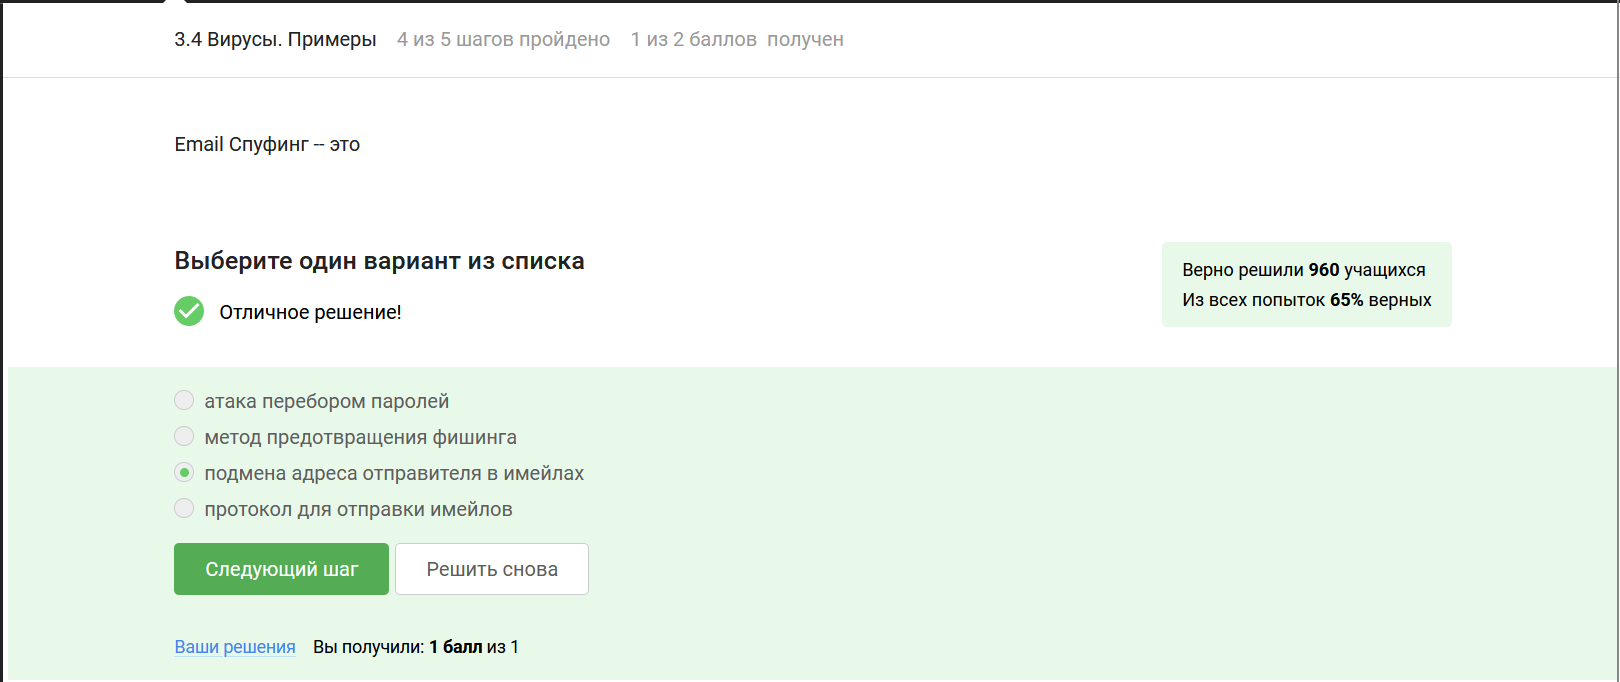 3.4 Вирусы. Примеры 4 из 5 шагов пройдено 1 из 2 баллов получен
Email Спуфинг -- это
Выберите один вариант из списка
Отличное решение!
Верно решили 960 учащихся
Из всех попыток 65% верных
атака перебором паролей
метод предотвращения фишинга
подмена адреса отправителя в имейлах
протокол для отправки имейлов
Следующий шаг Решить снова
Ваши решения Вы получили: 1 балл из 1